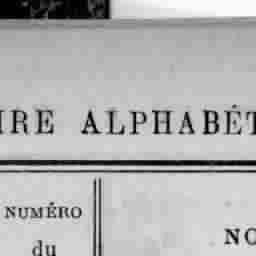 IRE ALPHABÉT
NUMÉRO
du
NO